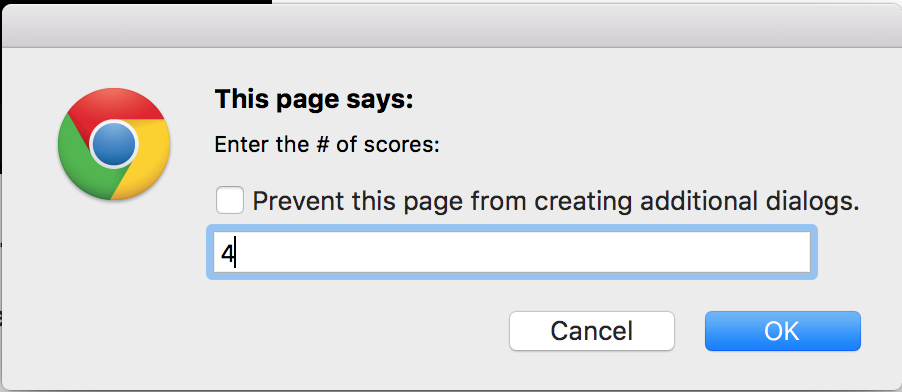 This page says:
Enter the # of scores:
Prevent this page from creating additional dialogs.
4
Cancel
OK